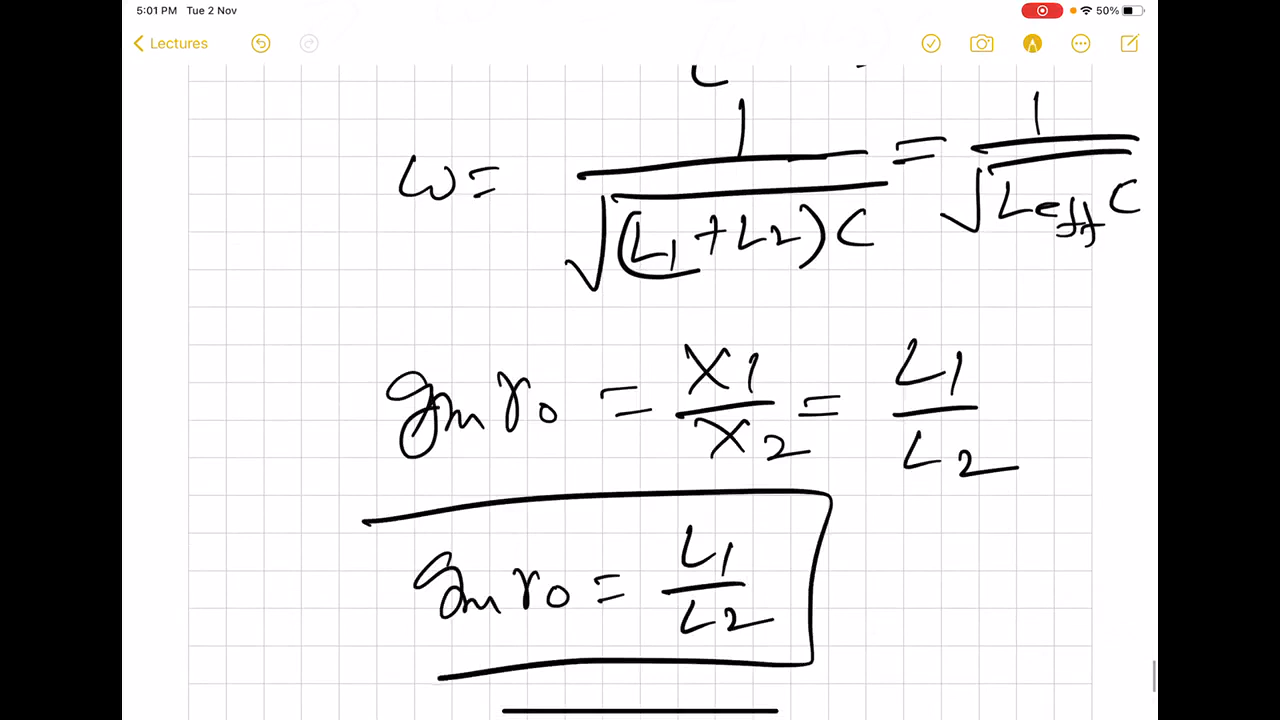 5:01 PM Tue 2 Nov 50%
Lectures
ω = 1/√((L1 + L2) C) = 1/√(Leff C)
gm r0 = X1/X2 = L1/L2
gm r0 = L1/L2